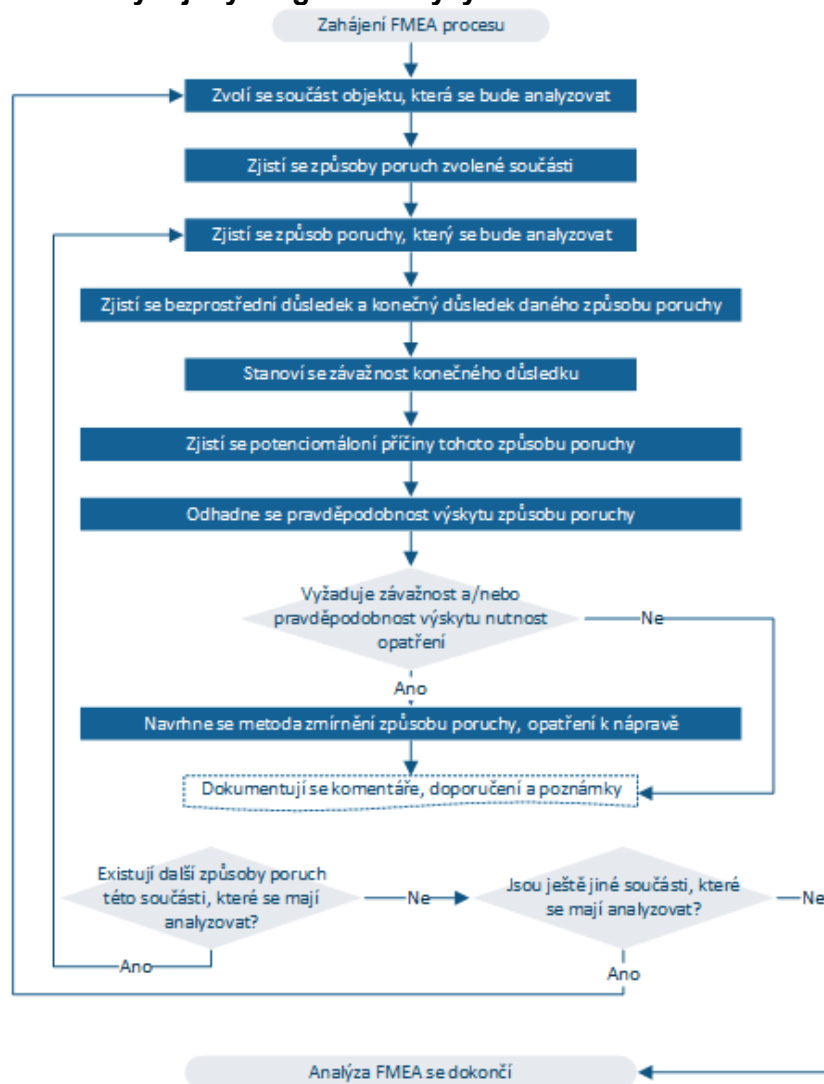 Zahájení FMEA procesu
Zvolí se součást objektu, která se bude analyzovat
Zjistí se způsoby poruch zvolené součásti
Zjistí se způsob poruchy, který se bude analyzovat
Zjistí se bezprostřední důsledek a konečný důsledek daného způsobu poruchy
Stanoví se závažnost konečného důsledku
Zjistí se potenciomáloní příčiny tohoto způsobu poruchy
Odhadne se pravděpodobnost výskytu způsobu poruchy
Vyžaduje závažnost a/nebo
pravděpodobnost výskytu nutnost
opatření
Ne
Ano
Navrhne se metoda zmírnění způsobu poruchy, opatření k nápravě
Dokumentují se komentáře, doporučení a poznámky
Existují další způsoby poruch
této součásti, které se mají
analyzovat?
Ne
Jsou ještě jiné součásti, které
se mají analyzovat?
Ne
Ano
Ano
Analýza FMEA se dokončí